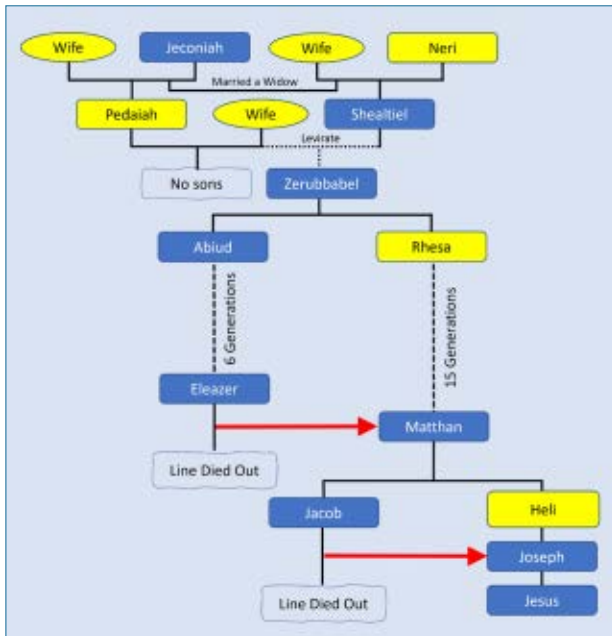 Wife
Jeconiah
Wife
Neri
Married a Widow
Pedaiah
Wife
Shealtiel
Levirate
No sons
Zerubbabel
Abiud
Rhesa
6 Generations
15 Generations
Eleazer
Matthan
Line Died Out
Jacob
Heli
Joseph
Line Died Out
Jesus